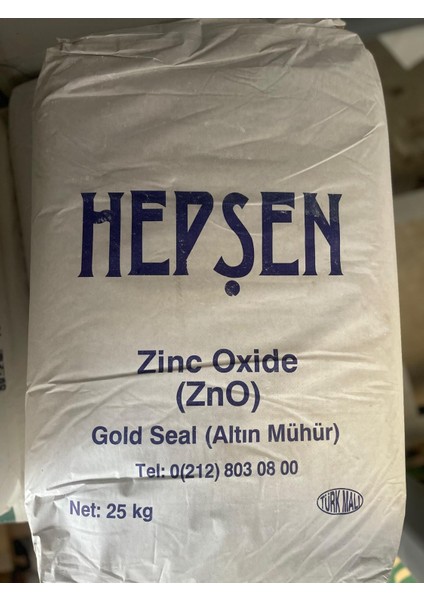 HEPŞEN
Zinc Oxide
(ZnO)
Gold Seal (Altın Mühür)
Tel: 0(212) 803 08 00
Net: 25 kg
TÜRK MALI